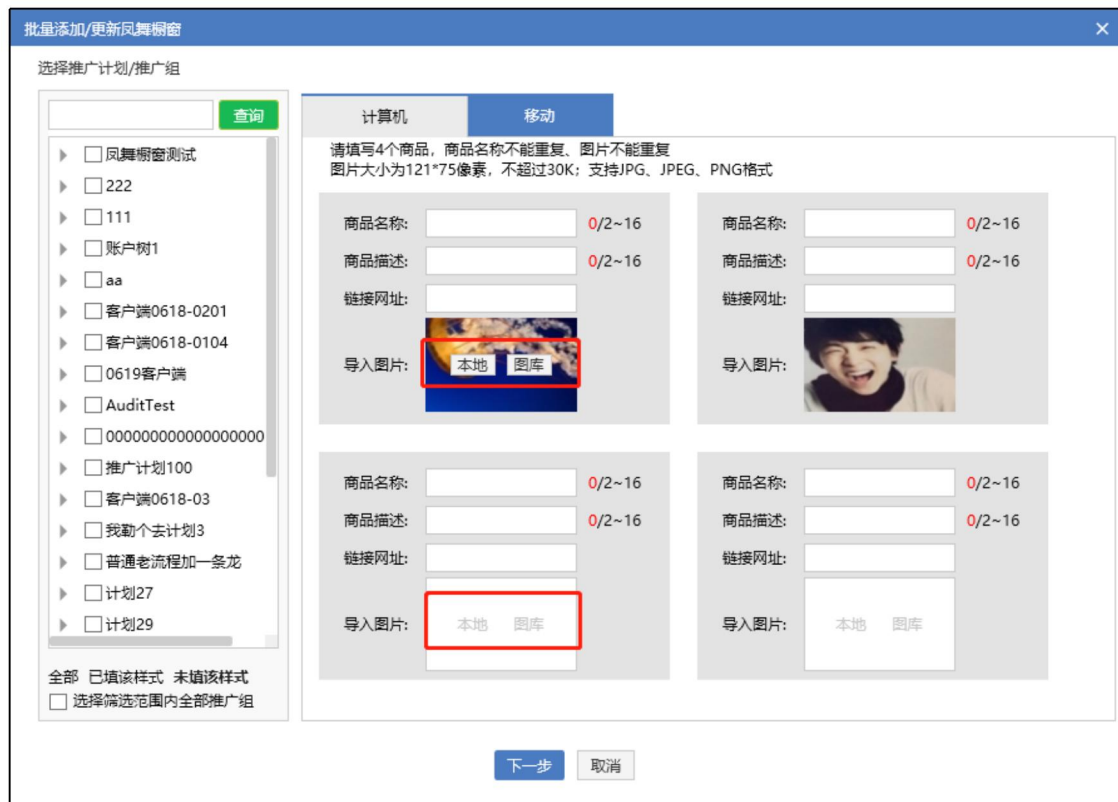 批量添加/更新凤舞橱窗
选择推广计划/推广组
查询
凤舞橱窗测试
222
111
账户树1
aa
客户端0618-0201
客户端0618-0104
0619客户端
AuditTest
000000000000000000
推广计划100
客户端0618-03
我勒个去计划3
普通老流程加一条龙
计划27
计划29
全部 已填该样式 未填该样式
选择筛选范围内全部推广组
计算机 移动
请填写4个商品，商品名称不能重复、图片不能重复
图片大小为121*75像素，不超过30K；支持JPG、JPEG、PNG格式
商品名称: 0/2~16
商品描述: 0/2~16
链接网址:
导入图片: 本地 图库
商品名称: 0/2~16
商品描述: 0/2~16
链接网址:
导入图片:
商品名称: 0/2~16
商品描述: 0/2~16
链接网址:
导入图片: 本地 图库
商品名称: 0/2~16
商品描述: 0/2~16
链接网址:
导入图片: 本地 图库
下一步 取消